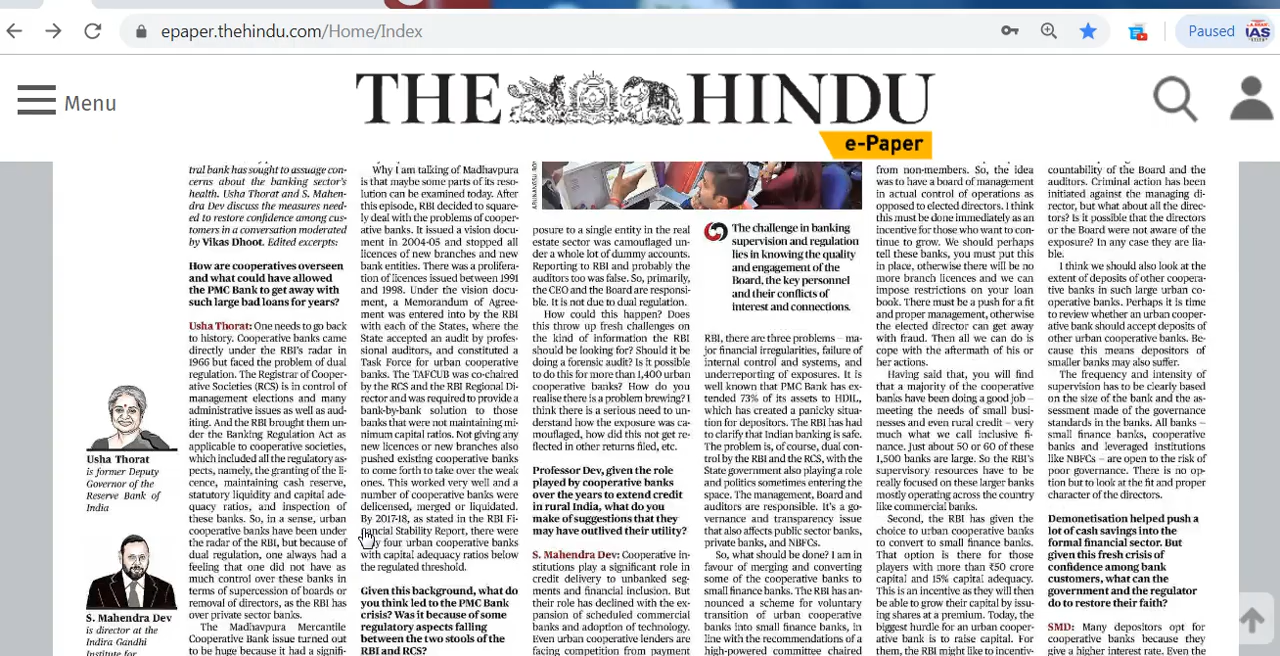 epaper.thehindu.com/Home/Index
Paused
IAS
Menu
THE HINDU
e-Paper
tral bank has sought to assuage con-
cerns about the banking sector's
health. Usha Thorat and S. Mahen-
dra Dev discuss the measures need-
ed to restore confidence among cus-
tomers in a conversation moderated
by Vikas Dhoot. Edited excerpts:
How are cooperatives overseen
and what could have allowed
the PMC Bank to get away with
such large bad loans for years?
Usha Thorat: One needs to go back
to history. Cooperative banks came
directly under the RBI's radar in
1966 but faced the problem of dual
regulation. The Registrar of Cooper-
ative Societies (RCS) is in control of
management elections and many
administrative issues as well as au-
diting. And the RBI brought them un-
der the Banking Regulation Act as
applicable to cooperative societies,
which included all the regulatory as-
pects, namely, the granting of the li-
cence, maintaining cash reserve,
statutory liquidity and capital ade-
quacy ratios, and inspection of
these banks. So, in a sense, urban
cooperative banks have been under
the radar of the RBI, but because of
dual regulation, one always had a
feeling that one did not have as
much control over these banks in
terms of supersession of boards or
removal of directors, as the RBI has
over private sector banks.
The Madhavpura Mercantile
Cooperative Bank issue turned out
to be huge because it had a signifi-
Usha Thorat
is former Deputy
Governor of the
Reserve Bank of
India
S. Mahendra Dev
is director at the
Indira Gandhi
Institute for
Why I am talking of Madhavpura
is that maybe some parts of its reso-
lution can be examined today. After
this episode, RBI decided to square-
ly deal with the problems of cooper-
ative banks. It issued a vision docu-
ment in 2004-05 and stopped all
licences of new branches and new
bank entities. There was a prolifera-
tion of licences issued between 1991
and 1998. Under the vision docu-
ment, a Memorandum of Agree-
ment was entered into by the RBI
with each of the States, where the
State accepted an audit by profes-
sional auditors, and constituted a
Task Force for urban cooperative
banks. The TAFCUB was co-chaired
by the RCS and the RBI Regional Di-
rector and was required to provide a
bank-by-bank solution to those
banks that were not maintaining min-
imum capital ratios. Not giving any
new licences or new branches also
pushed existing cooperative banks
to come forth to take over the weak
ones. This worked very well and a
number of cooperative banks were
delicensed, merged or liquidated.
By 2017-18, as stated in the RBI Fi-
nancial Stability Report, there were
only four urban cooperative banks
with capital adequacy ratios below
the regulated threshold.
Given this background, what do
you think led to the PMC Bank
crisis? Was it because of some
regulatory aspects falling
between the two stools of the
RBI and RCS?
posure to a single entity in the real
estate sector was camouflaged un-
der a whole lot of dummy accounts.
Reporting to RBI and probably the
auditors too was false. So, primarily,
the CEO and the Board are responsi-
ble. It is not due to dual regulation.
How could this happen? Does
this throw up fresh challenges on
the kind of information the RBI
should be looking for? Should it be
doing a forensic audit? Is it possible
to do this for more than 1,400 urban
cooperative banks? How do you
realise there is a problem brewing? I
think there is a serious need to un-
derstand how the exposure was ca-
mouflaged, how did this not get re-
flected in other returns filed, etc.
Professor Dev, given the role
played by cooperative banks
over the years to extend credit
in rural India, what do you
make of suggestions that they
may have outlived their utility?
S. Mahendra Dev: Cooperative in-
stitutions play a significant role in
credit delivery to unbanked seg-
ments and financial inclusion. But
their role has declined with the ex-
pansion of scheduled commercial
banks and adoption of technology.
Even urban cooperative lenders are
facing competition from payment
The challenge in banking
supervision and regulation
lies in knowing the quality
and engagement of the
Board, the key personnel
and their conflicts of
interest and connections.
RBI, there are three problems – ma-
jor financial irregularities, failure of
internal control and systems, and
underreporting of exposures. It is
well known that PMC Bank has ex-
tended 73% of its assets to HDIL,
which has created a panicky situa-
tion for depositors. The RBI has had
to clarify that Indian banking is safe.
The problem is, of course, dual con-
trol by the RBI and the RCS, with the
State government also playing a role
and politics sometimes entering the
space. The management, Board and
auditors are responsible. It's a go-
vernance and transparency issue
that also affects public sector banks,
private banks, and NBFCs.
So, what should be done? I am in
favour of merging and converting
some of the cooperative banks to
small finance banks. The RBI has an-
nounced a scheme for voluntary
transition of urban cooperative
banks into small finance banks, in
line with the recommendations of a
high-powered committee chaired
from non-members. So, the idea
was to have a board of management
in actual control of operations as
opposed to elected directors. I think
this must be done immediately as an
incentive for those who want to con-
tinue to grow. We should perhaps
tell these banks, you must put this
in place, otherwise there will be no
more branch licences and we can
impose restrictions on your loan
book. There must be a push for a fit
and proper management, otherwise
the elected director can get away
with fraud. Then all we can do is
cope with the aftermath of his or
her actions.
Having said that, you will find
that a majority of the cooperative
banks have been doing a good job –
meeting the needs of small busi-
nesses and even rural credit – very
much what we call inclusive fi-
nance. Just about 50 or 60 of these
1,500 banks are large. So the RBI's
supervisory resources have to be
really focused on these larger banks
mostly operating across the country
like commercial banks.
Second, the RBI has given the
choice to urban cooperative banks
to convert to small finance banks.
That option is there for those
players with more than ₹50 crore
capital and 15% capital adequacy.
This is an incentive as they will then
be able to grow their capital by issu-
ing shares at a premium. Today, the
biggest hurdle for an urban cooper-
ative bank is to raise capital. For
them, the RBI might like to incentiv-
countability of the Board and the
auditors. Criminal action has been
initiated against the managing di-
rector, but what about all the direc-
tors? Is it possible that the directors
or the Board were not aware of the
exposure? In any case they are lia-
ble.
I think we should also look at the
extent of deposits of other coopera-
tive banks in such large urban co-
operative banks. Perhaps it is time
to review whether an urban cooper-
ative bank should accept deposits of
other urban cooperative banks. Be-
cause this means depositors of
smaller banks may also suffer.
The frequency and intensity of
supervision has to be clearly based
on the size of the bank and the as-
sessment made of the governance
standards in the banks. All banks –
small finance banks, cooperative
banks and leveraged institutions
like NBFCs – are open to the risk of
poor governance. There is no op-
tion but to look at the fit and proper
character of the directors.
Demonetisation helped push a
lot of cash savings into the
formal financial sector. But
given this fresh crisis of
confidence among bank
customers, what can the
government and the regulator
do to restore their faith?
SMD: Many depositors opt for
cooperative banks because they
give a higher interest rate. Even the